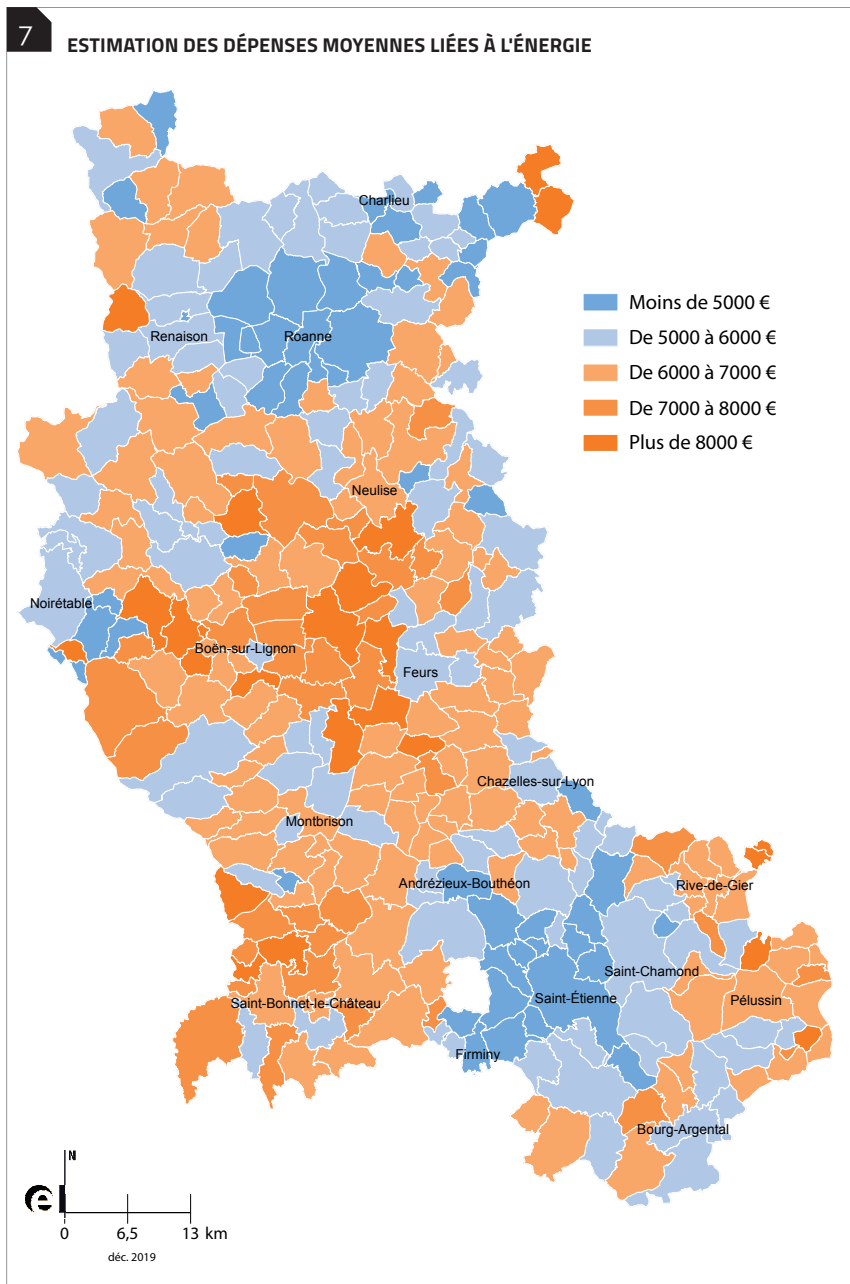 7
ESTIMATION DES DÉPENSES MOYENNES LIÉES À L'ÉNERGIE
Charlieu
Moins de 5000 €
De 5000 à 6000 €
De 6000 à 7000 €
De 7000 à 8000 €
Plus de 8000 €
Renaison
Roanne
Neulise
Noirétable
Boën-sur-Lignon
Feurs
Chazelles-sur-Lyon
Montbrison
Andrézieux-Bouthéon
Rive-de-Gier
Saint-Chamond
Saint-Étienne
Pélussin
Saint-Bonnet-le-Château
Firminy
Bourg-Argental
N
e
0 6,5 13 km
déc. 2019